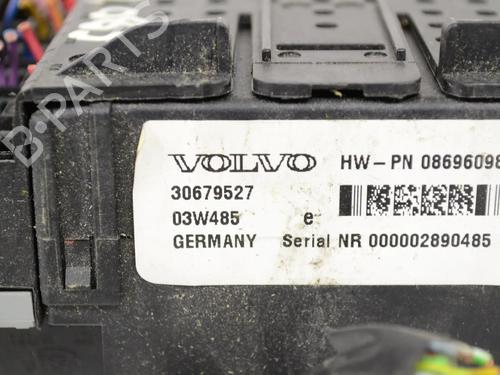 VOLVO HW-PN 08696098
30679527
03W485 e
GERMANY Serial NR 000002890485
B-PARTS